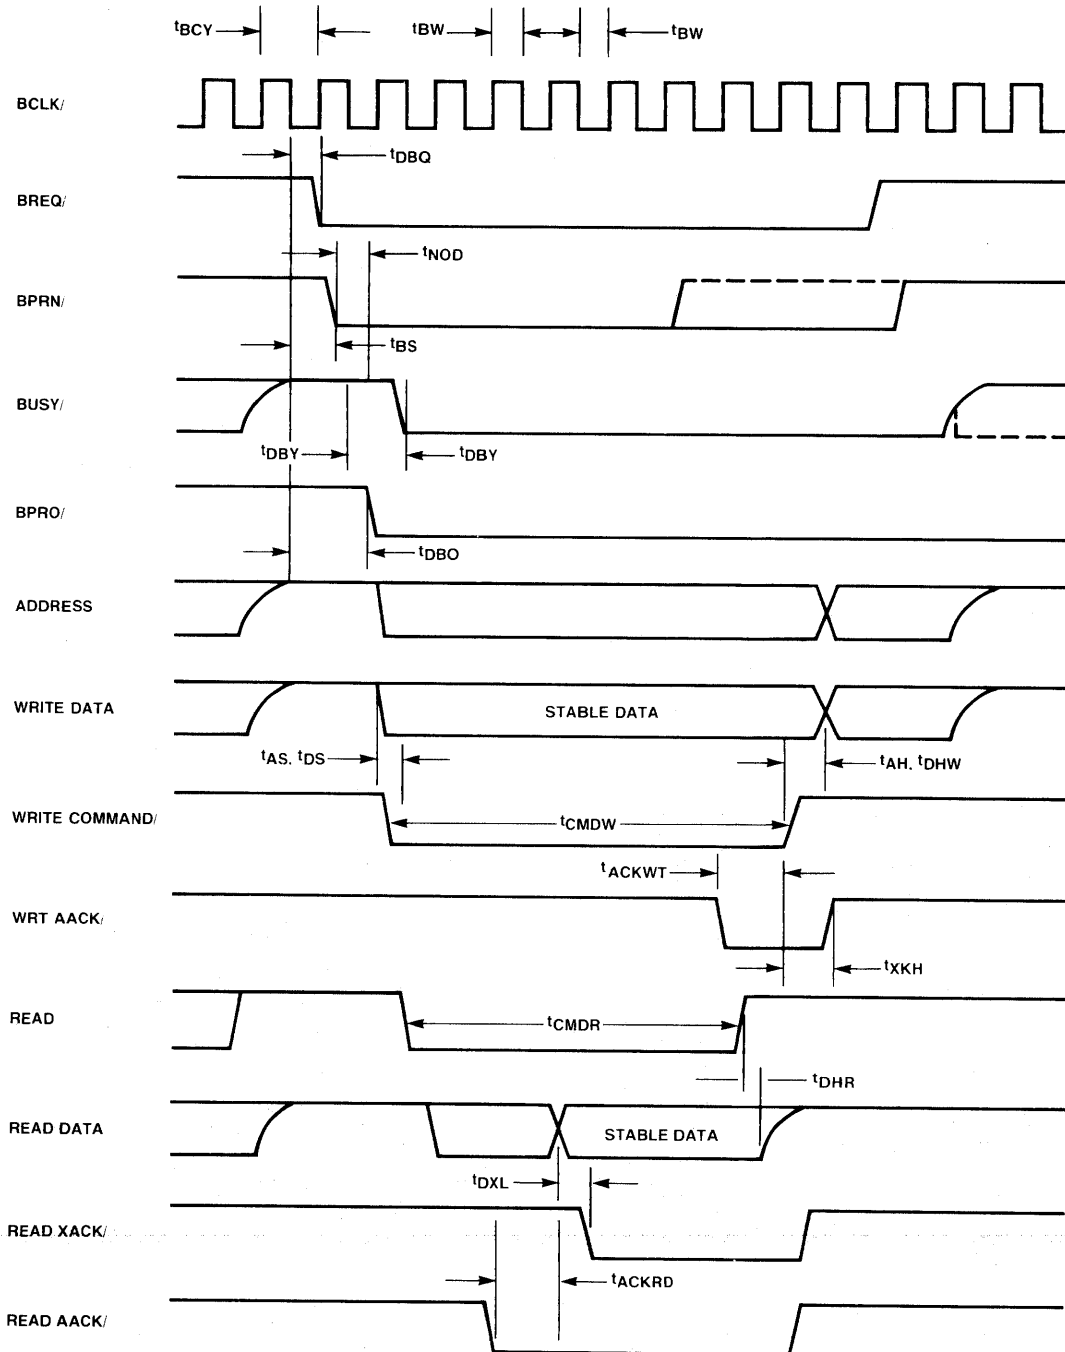 tBCY tBW tBW
BCLK/
tDBQ
BREQ/
tNOD
BPRN/
tBS
BUSY/
tDBY tDBY
BPRO/
tDBO
ADDRESS
WRITE DATA STABLE DATA
tAS, tDS tAH, tDHW
WRITE COMMAND/ tCMDW
tACKWT
WRT AACK/
tXKH
READ tCMDR
tDHR
READ DATA STABLE DATA
tDXL
READ XACK/
tACKRD
READ AACK/